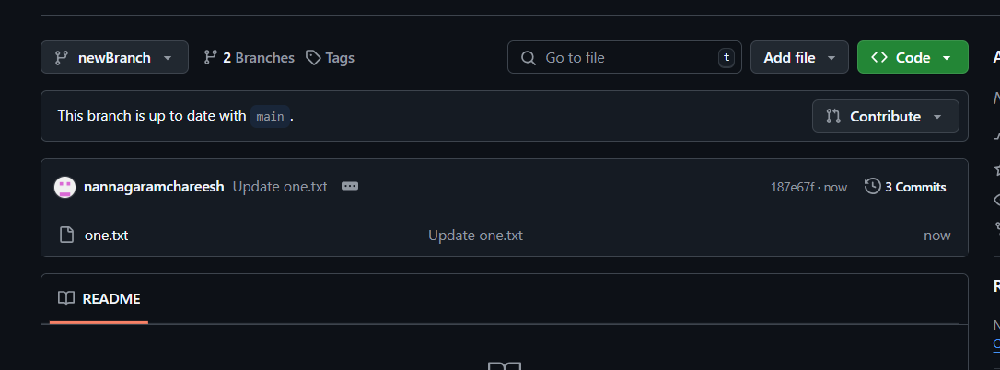 newBranch 2 Branches Tags Go to file t Add file Code
This branch is up to date with main. Contribute
nannagaramchareesh Update one.txt 187e67f · now 3 Commits
one.txt Update one.txt now
README